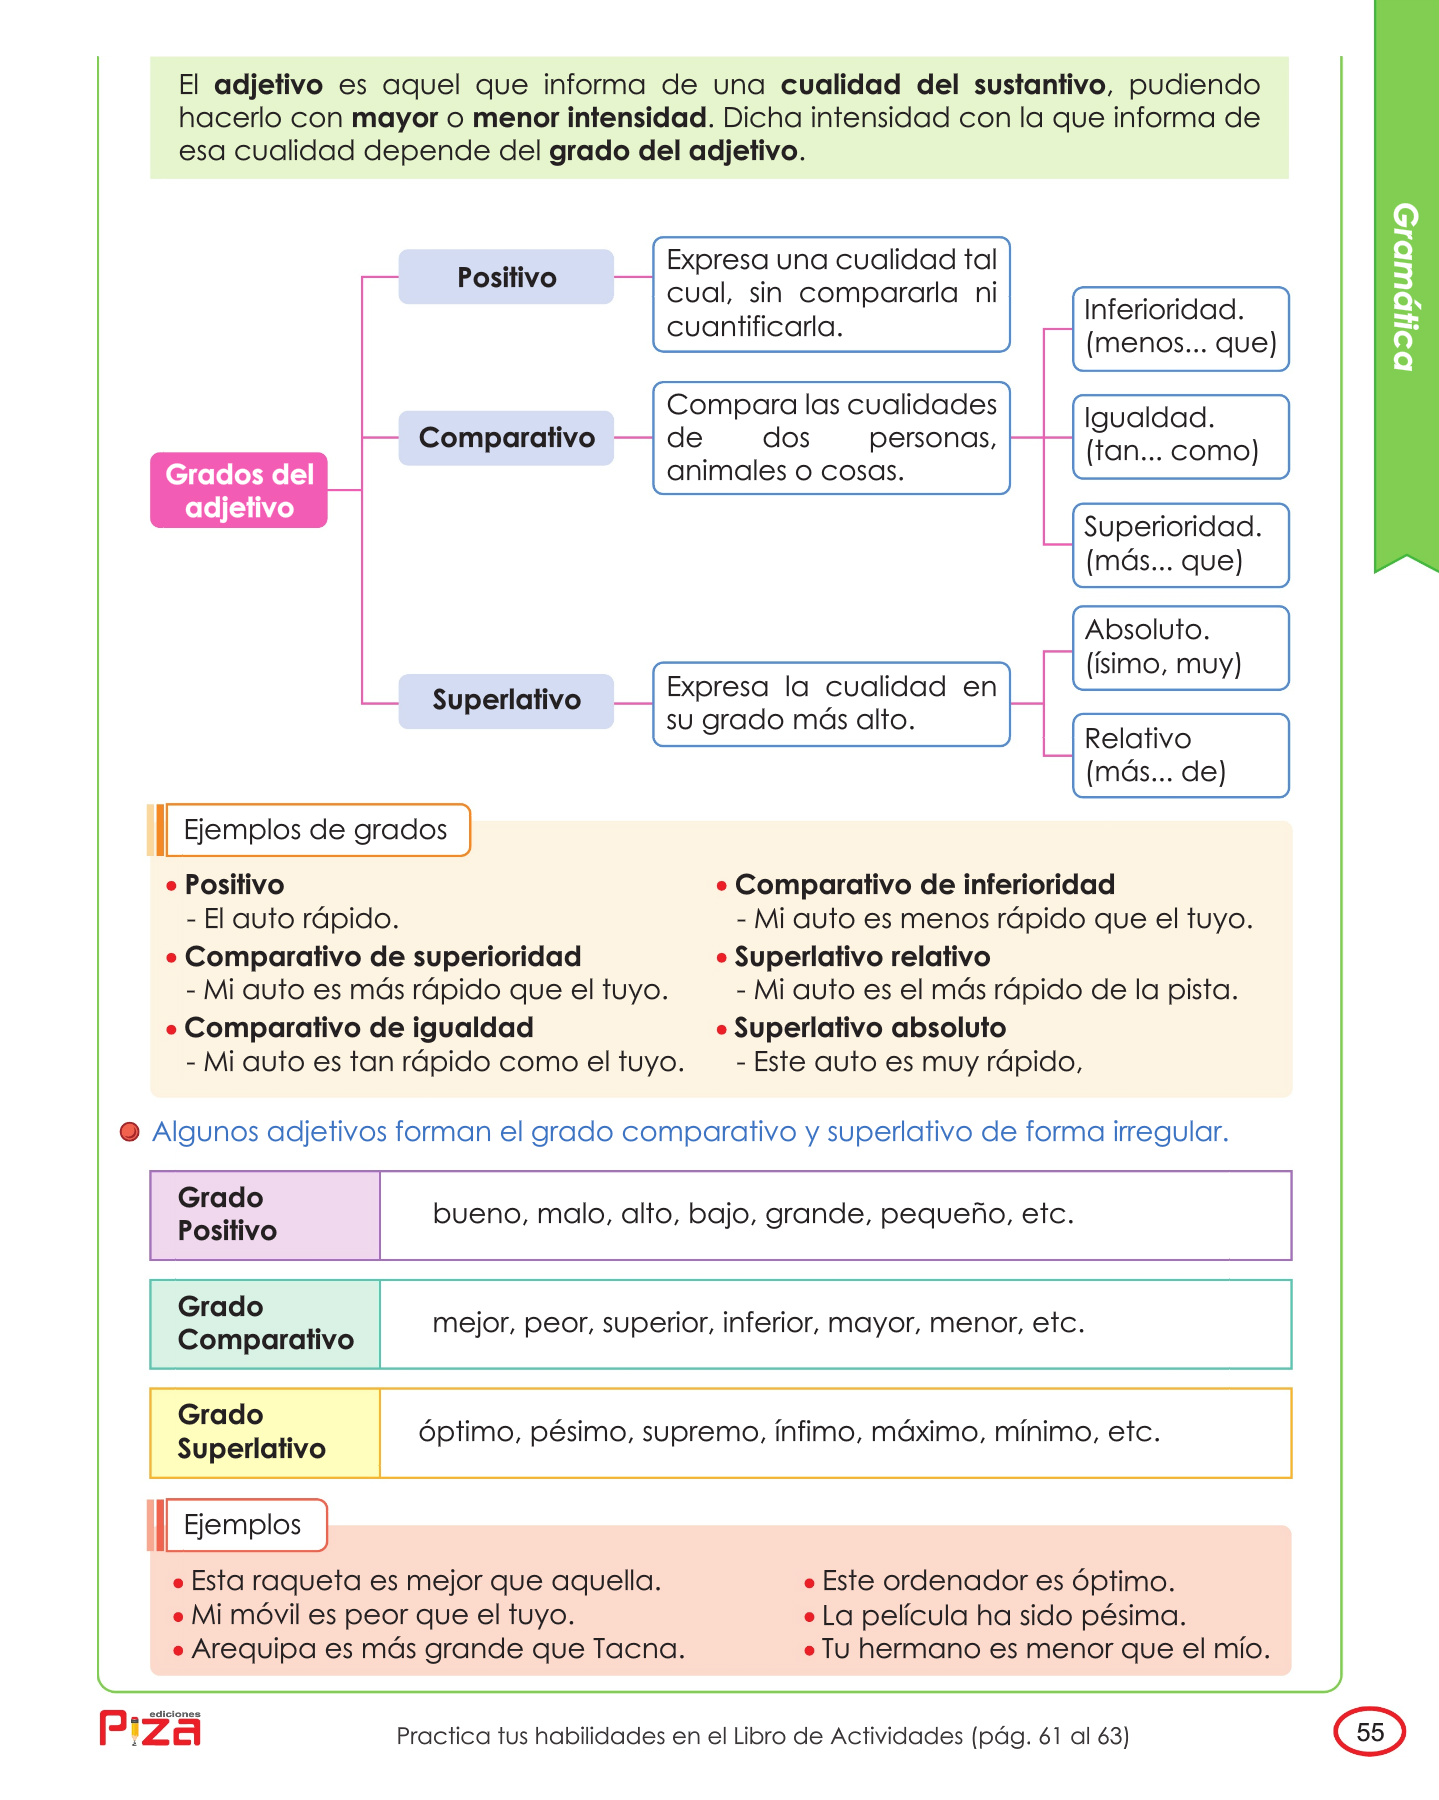 El adjetivo es aquel que informa de una cualidad del sustantivo, pudiendo
hacerlo con mayor o menor intensidad. Dicha intensidad con la que informa de
esa cualidad depende del grado del adjetivo.
Gramática
Grados del
adjetivo
Positivo
Expresa una cualidad tal
cual, sin compararla ni
cuantificarla.
Comparativo
Compara las cualidades
de dos personas,
animales o cosas.
Inferioridad.
(menos... que)
Igualdad.
(tan... como)
Superioridad.
(más... que)
Superlativo
Expresa la cualidad en
su grado más alto.
Absoluto.
(ísimo, muy)
Relativo
(más... de)
Ejemplos de grados
• Positivo
- El auto rápido.
• Comparativo de superioridad
- Mi auto es más rápido que el tuyo.
• Comparativo de igualdad
- Mi auto es tan rápido como el tuyo.
• Comparativo de inferioridad
- Mi auto es menos rápido que el tuyo.
• Superlativo relativo
- Mi auto es el más rápido de la pista.
• Superlativo absoluto
- Este auto es muy rápido,
Algunos adjetivos forman el grado comparativo y superlativo de forma irregular.
Grado
Positivo
bueno, malo, alto, bajo, grande, pequeño, etc.
Grado
Comparativo
mejor, peor, superior, inferior, mayor, menor, etc.
Grado
Superlativo
óptimo, pésimo, supremo, ínfimo, máximo, mínimo, etc.
Ejemplos
• Esta raqueta es mejor que aquella.
• Mi móvil es peor que el tuyo.
• Arequipa es más grande que Tacna.
• Este ordenador es óptimo.
• La película ha sido pésima.
• Tu hermano es menor que el mío.
ediciones
Piza
Practica tus habilidades en el Libro de Actividades (pág. 61 al 63)
55